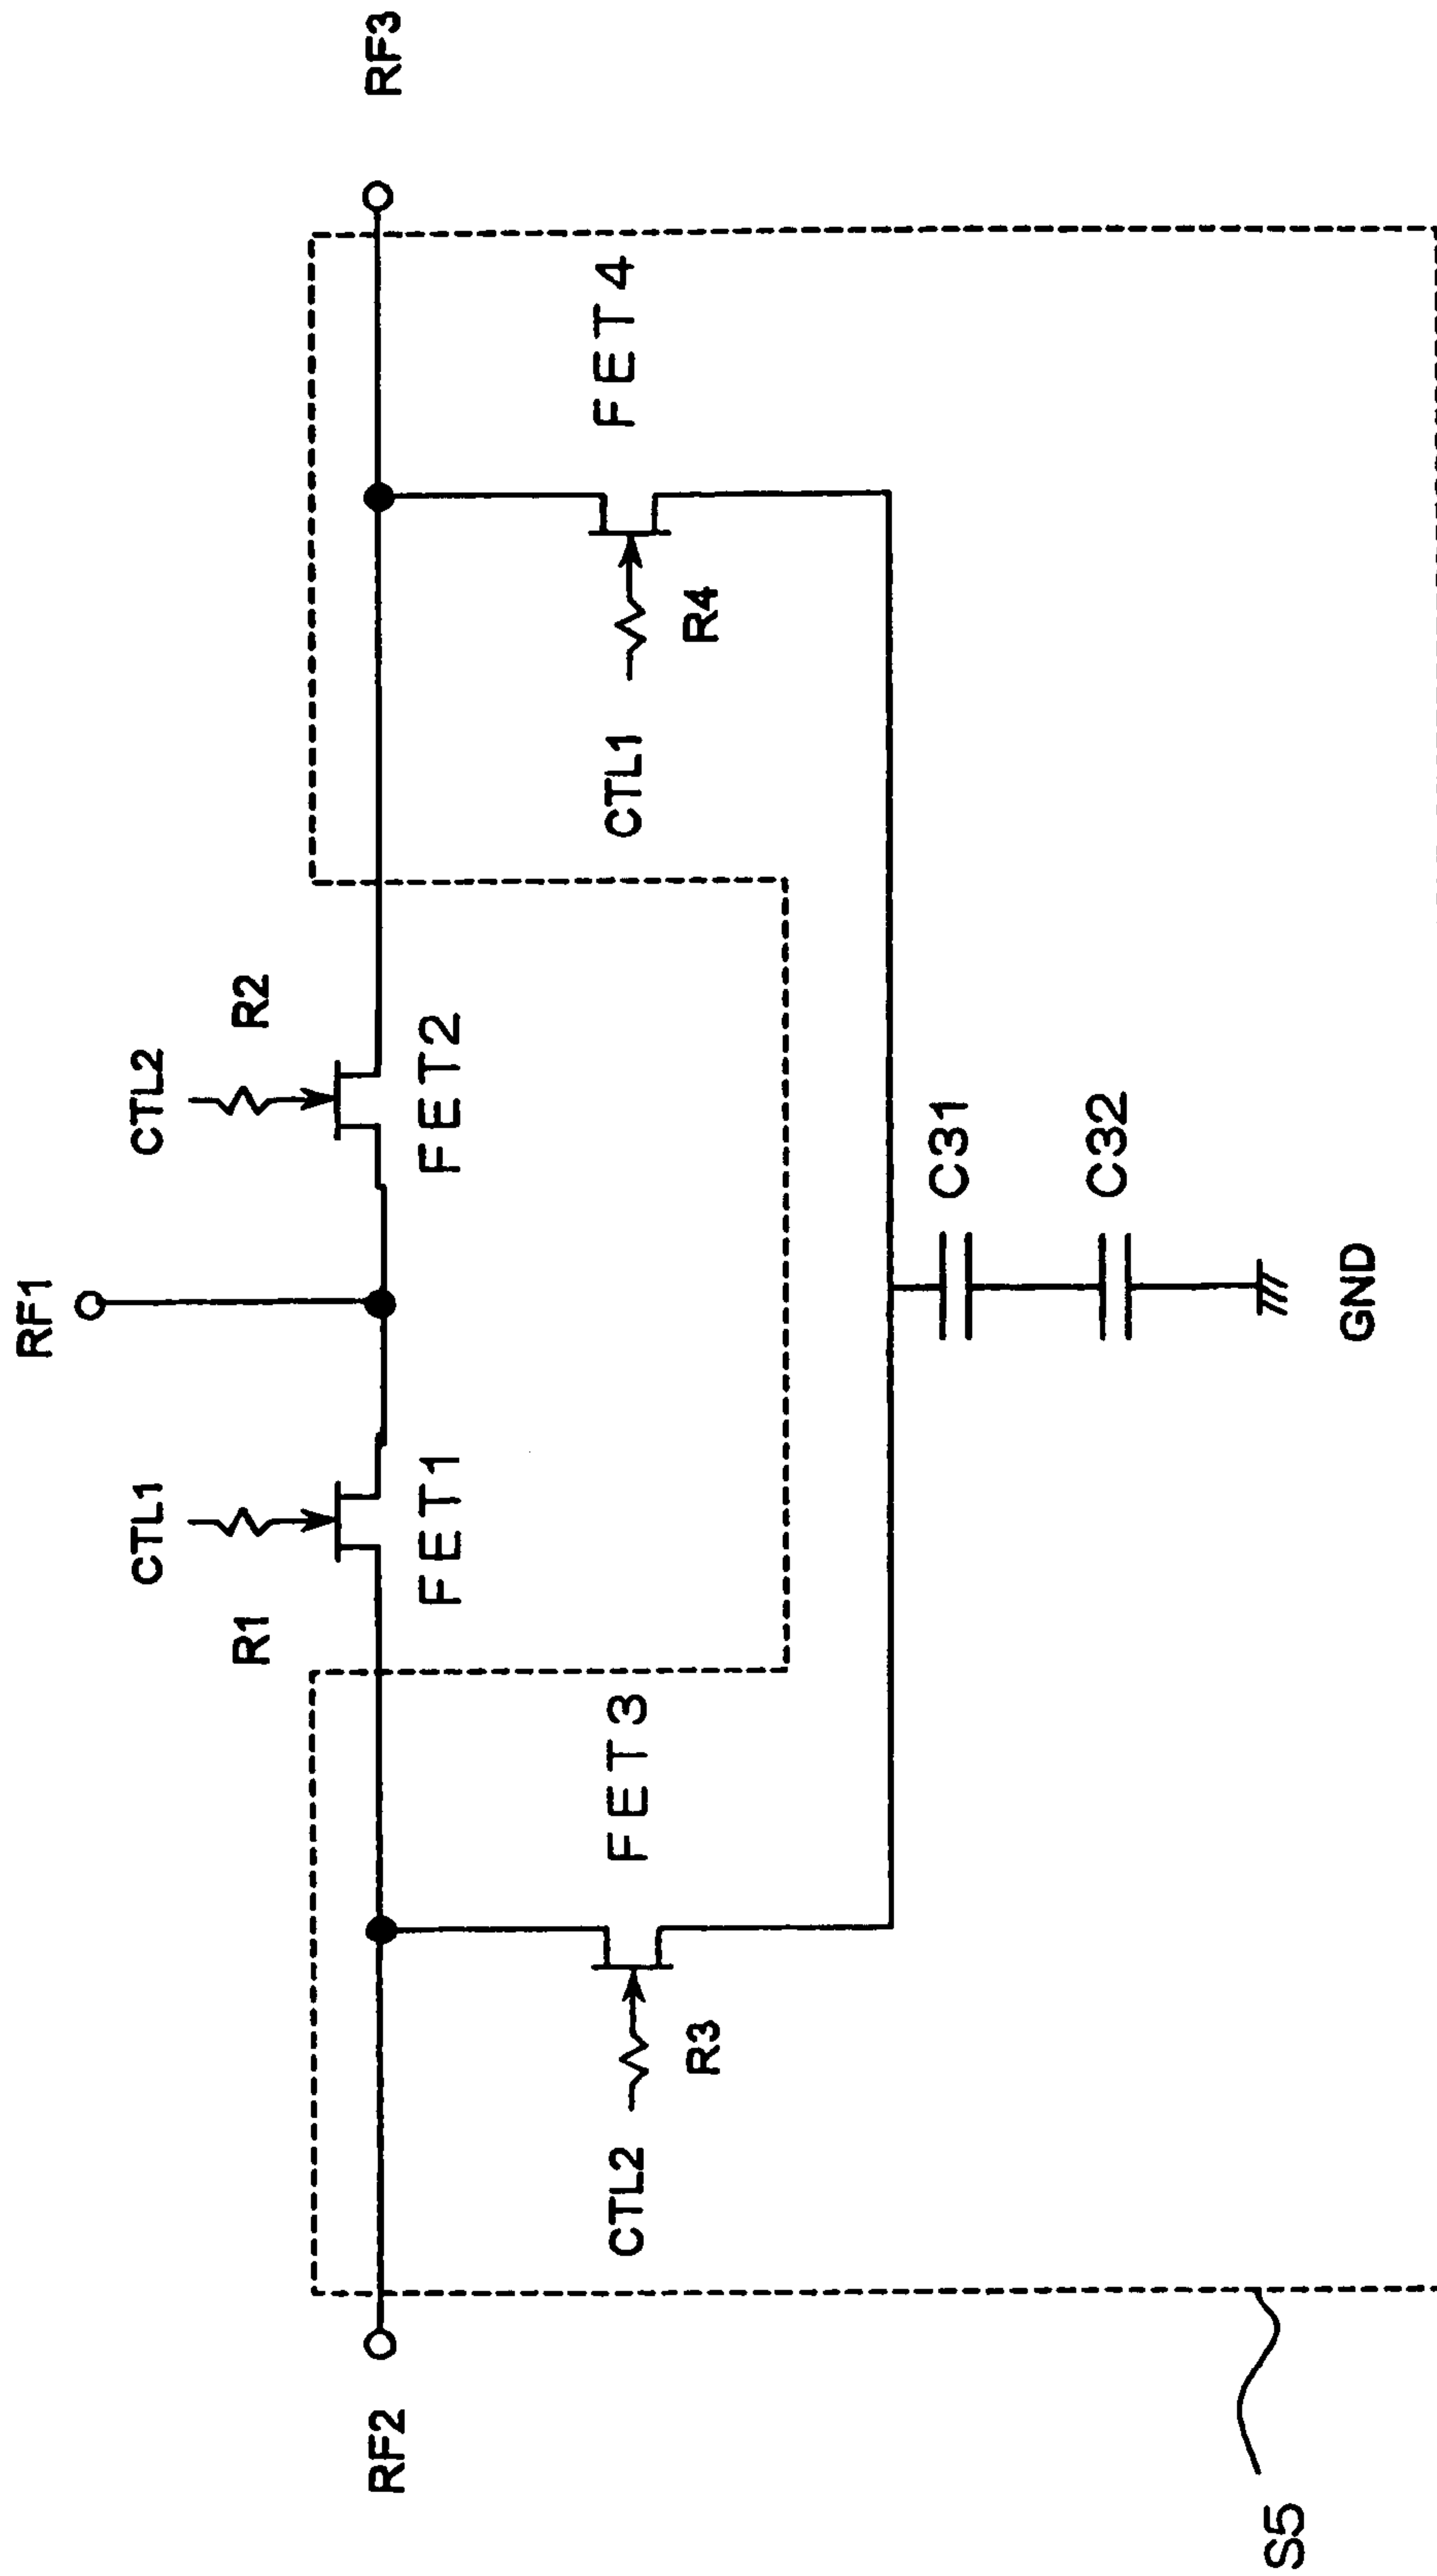 RF1
CTL1
CTL2
R1
R2
RF2
RF3
FET1
FET2
FET3
FET4
CTL2
CTL1
R3
R4
C31
C32
GND
S5